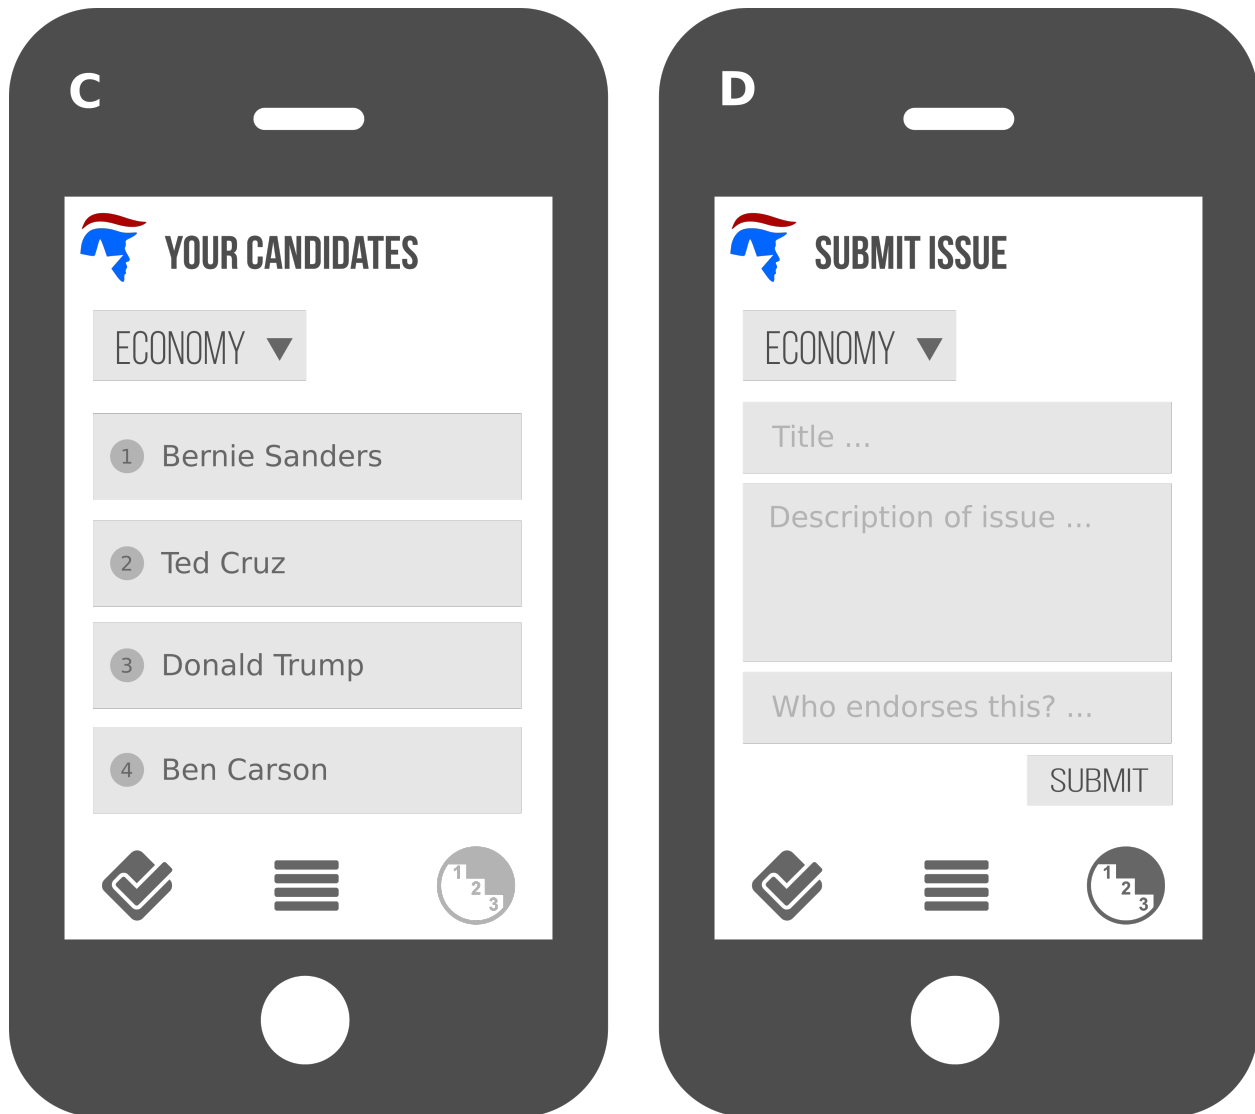 C
YOUR CANDIDATES
ECONOMY
1 Bernie Sanders
2 Ted Cruz
3 Donald Trump
4 Ben Carson
1
2
3
D
SUBMIT ISSUE
ECONOMY
Title ...
Description of issue ...
Who endorses this? ...
SUBMIT
1
2
3